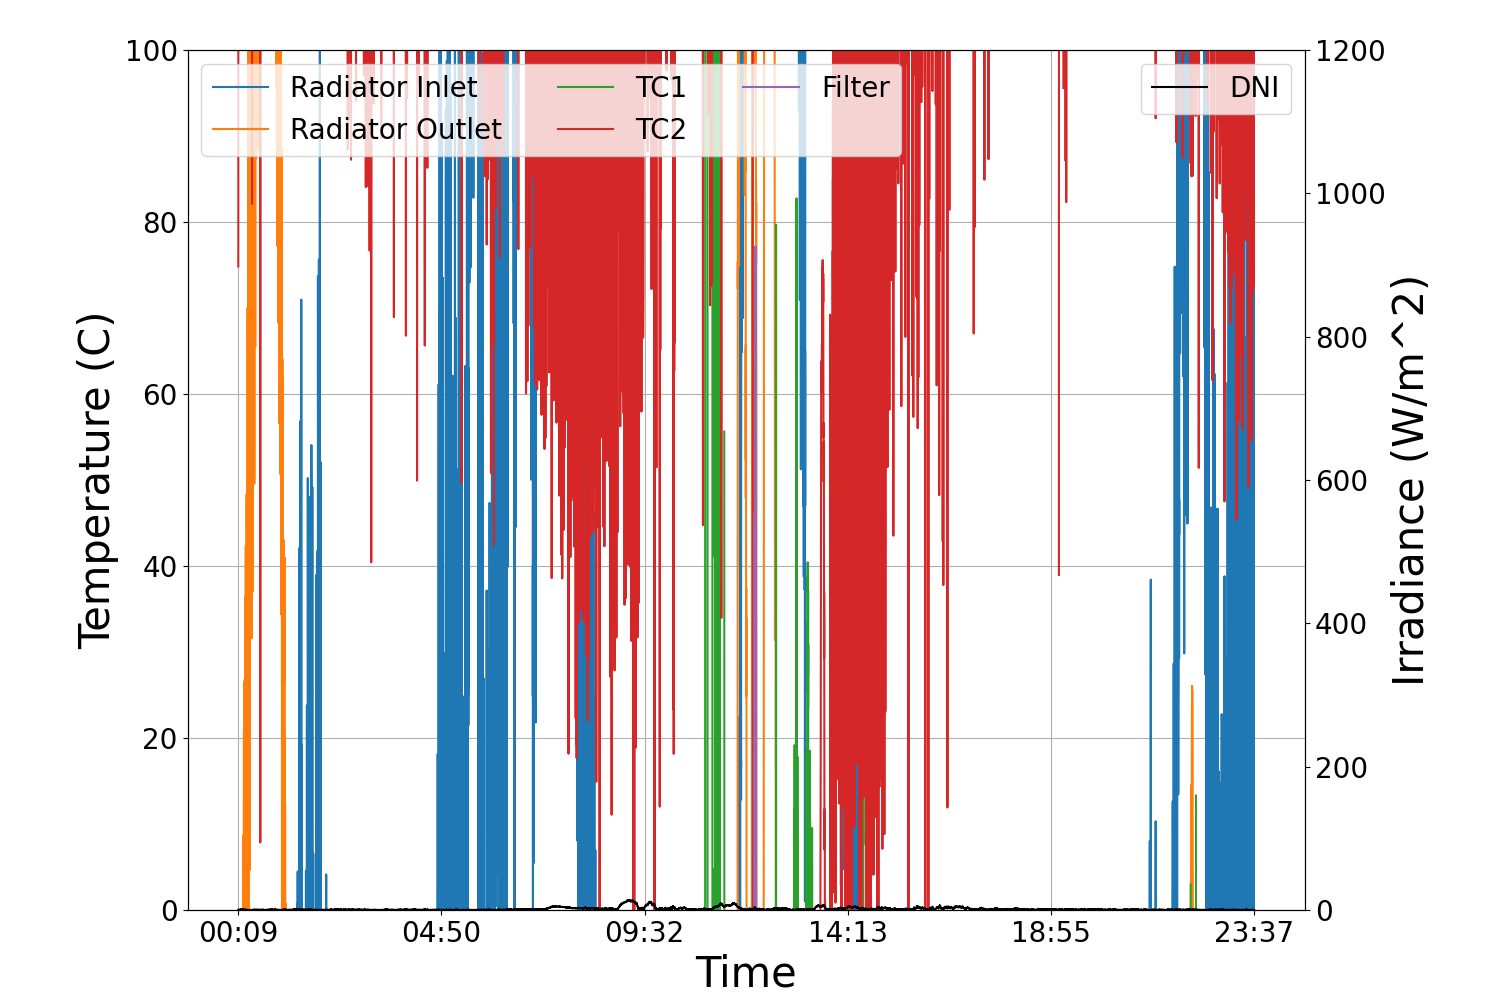 100
80
60
40
20
0
Temperature (C)
Radiator Inlet
Radiator Outlet
TC1
TC2
Filter
DNI
1200
1000
800
600
400
200
0
Irradiance (W/m^2)
00:09 04:50 09:32 14:13 18:55 23:37
Time